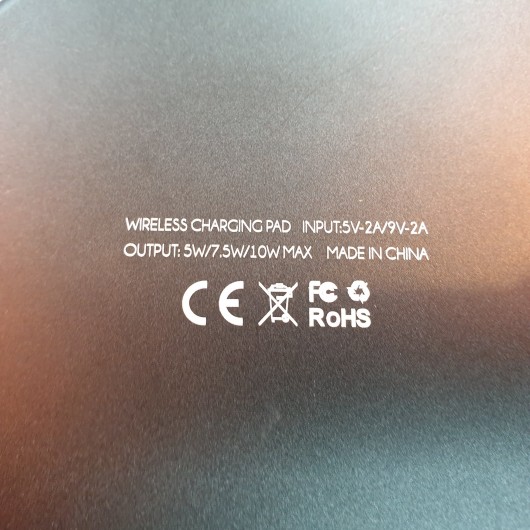 WIRELESS CHARGING PAD INPUT:5V-2A/9V-2A
OUTPUT: 5W/7.5W/10W MAX MADE IN CHINA
CE FC
RoHS